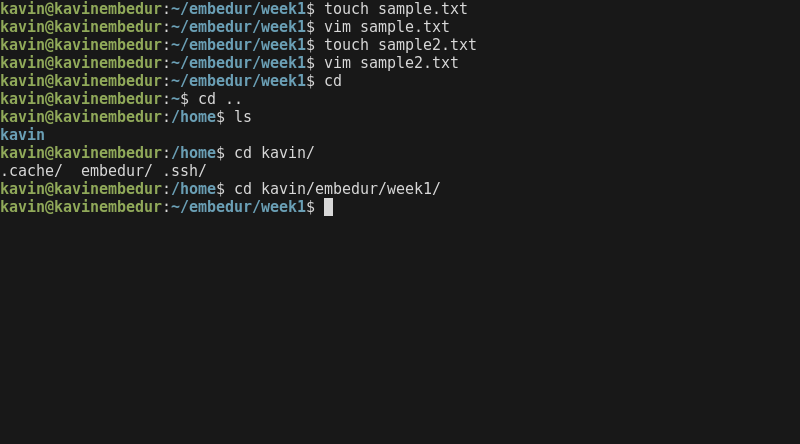 kavin@kavinembedur:~/embedur/week1$ touch sample.txt
kavin@kavinembedur:~/embedur/week1$ vim sample.txt
kavin@kavinembedur:~/embedur/week1$ touch sample2.txt
kavin@kavinembedur:~/embedur/week1$ vim sample2.txt
kavin@kavinembedur:~/embedur/week1$ cd
kavin@kavinembedur:~$ cd ..
kavin@kavinembedur:/home$ ls
kavin
kavin@kavinembedur:/home$ cd kavin/
.cache/  embedur/ .ssh/
kavin@kavinembedur:/home$ cd kavin/embedur/week1/
kavin@kavinembedur:~/embedur/week1$